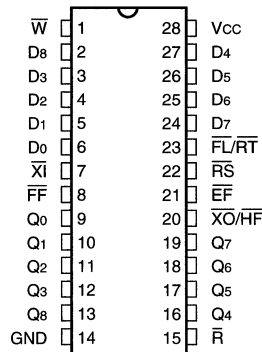 W̅ 1 28 Vcc
D8 2 27 D4
D3 3 26 D5
D2 4 25 D6
D1 5 24 D7
D0 6 23 F̅L̅/R̅T̅
X̅I̅ 7 22 R̅S̅
F̅F̅ 8 21 E̅F̅
Q0 9 20 X̅O̅/H̅F̅
Q1 10 19 Q7
Q2 11 18 Q6
Q3 12 17 Q5
Q8 13 16 Q4
GND 14 15 R̅